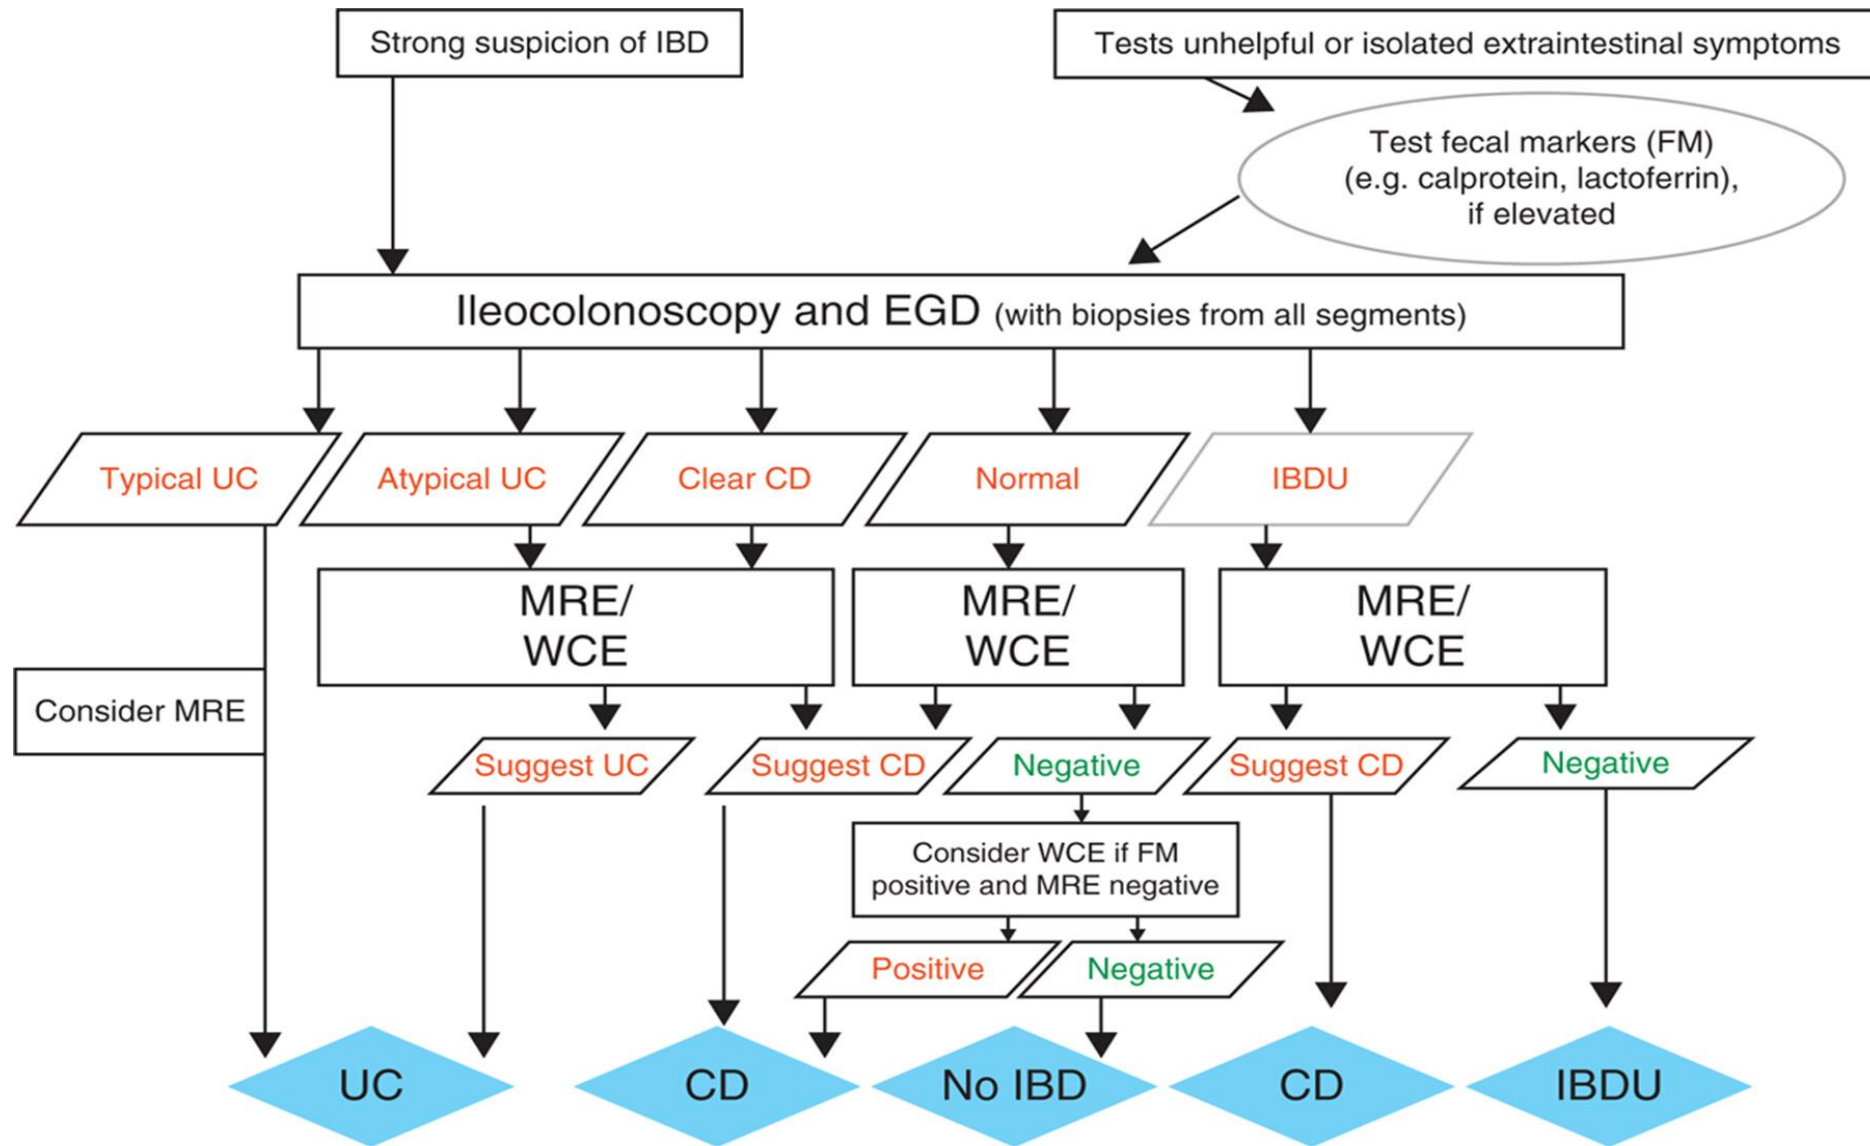 Strong suspicion of IBD
Tests unhelpful or isolated extraintestinal symptoms
Test fecal markers (FM)
(e.g. calprotein, lactoferrin),
if elevated
Ileocolonoscopy and EGD (with biopsies from all segments)
Typical UC
Atypical UC
Clear CD
Normal
IBDU
MRE/
WCE
MRE/
WCE
MRE/
WCE
Consider MRE
Suggest UC
Suggest CD
Negative
Suggest CD
Negative
Consider WCE if FM
positive and MRE negative
Positive
Negative
UC
CD
No IBD
CD
IBDU